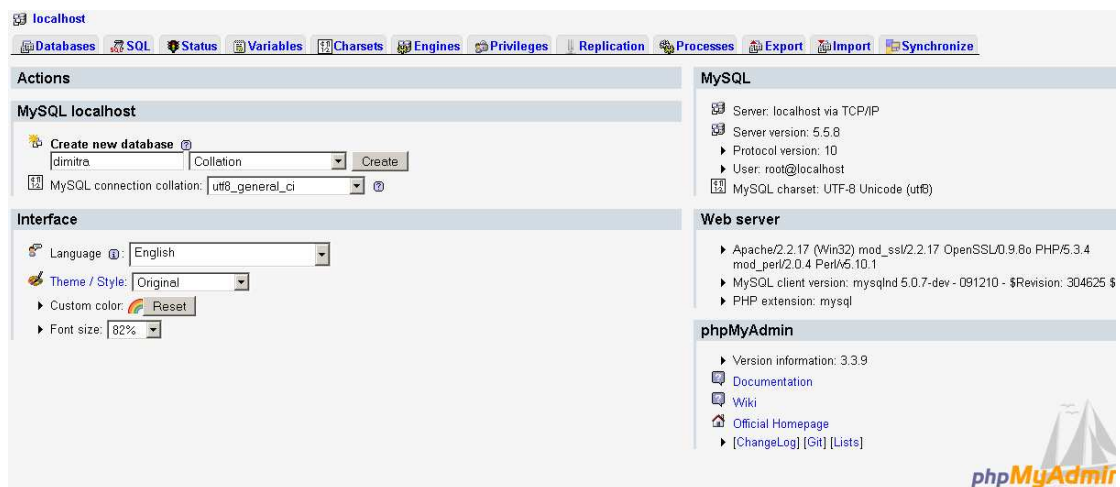 localhost
Databases SQL Status Variables Charsets Engines Privileges Replication Processes Export Import Synchronize
Actions
MySQL localhost
Create new database
dimitra Collation Create
MySQL connection collation: utf8_general_ci
Interface
Language : English
Theme / Style: Original
Custom color: Reset
Font size: 82%
MySQL
Server: localhost via TCP/IP
Server version: 5.5.8
Protocol version: 10
User: root@localhost
MySQL charset: UTF-8 Unicode (utf8)
Web server
Apache/2.2.17 (Win32) mod_ssl/2.2.17 OpenSSL/0.9.8o PHP/5.3.4
mod_perl/2.0.4 Perl/v5.10.1
MySQL client version: mysqlnd 5.0.7-dev - 091210 - $Revision: 304625 $
PHP extension: mysql
phpMyAdmin
Version information: 3.3.9
Documentation
Wiki
Official Homepage
[ChangeLog] [Git] [Lists]
phpMyAdmin